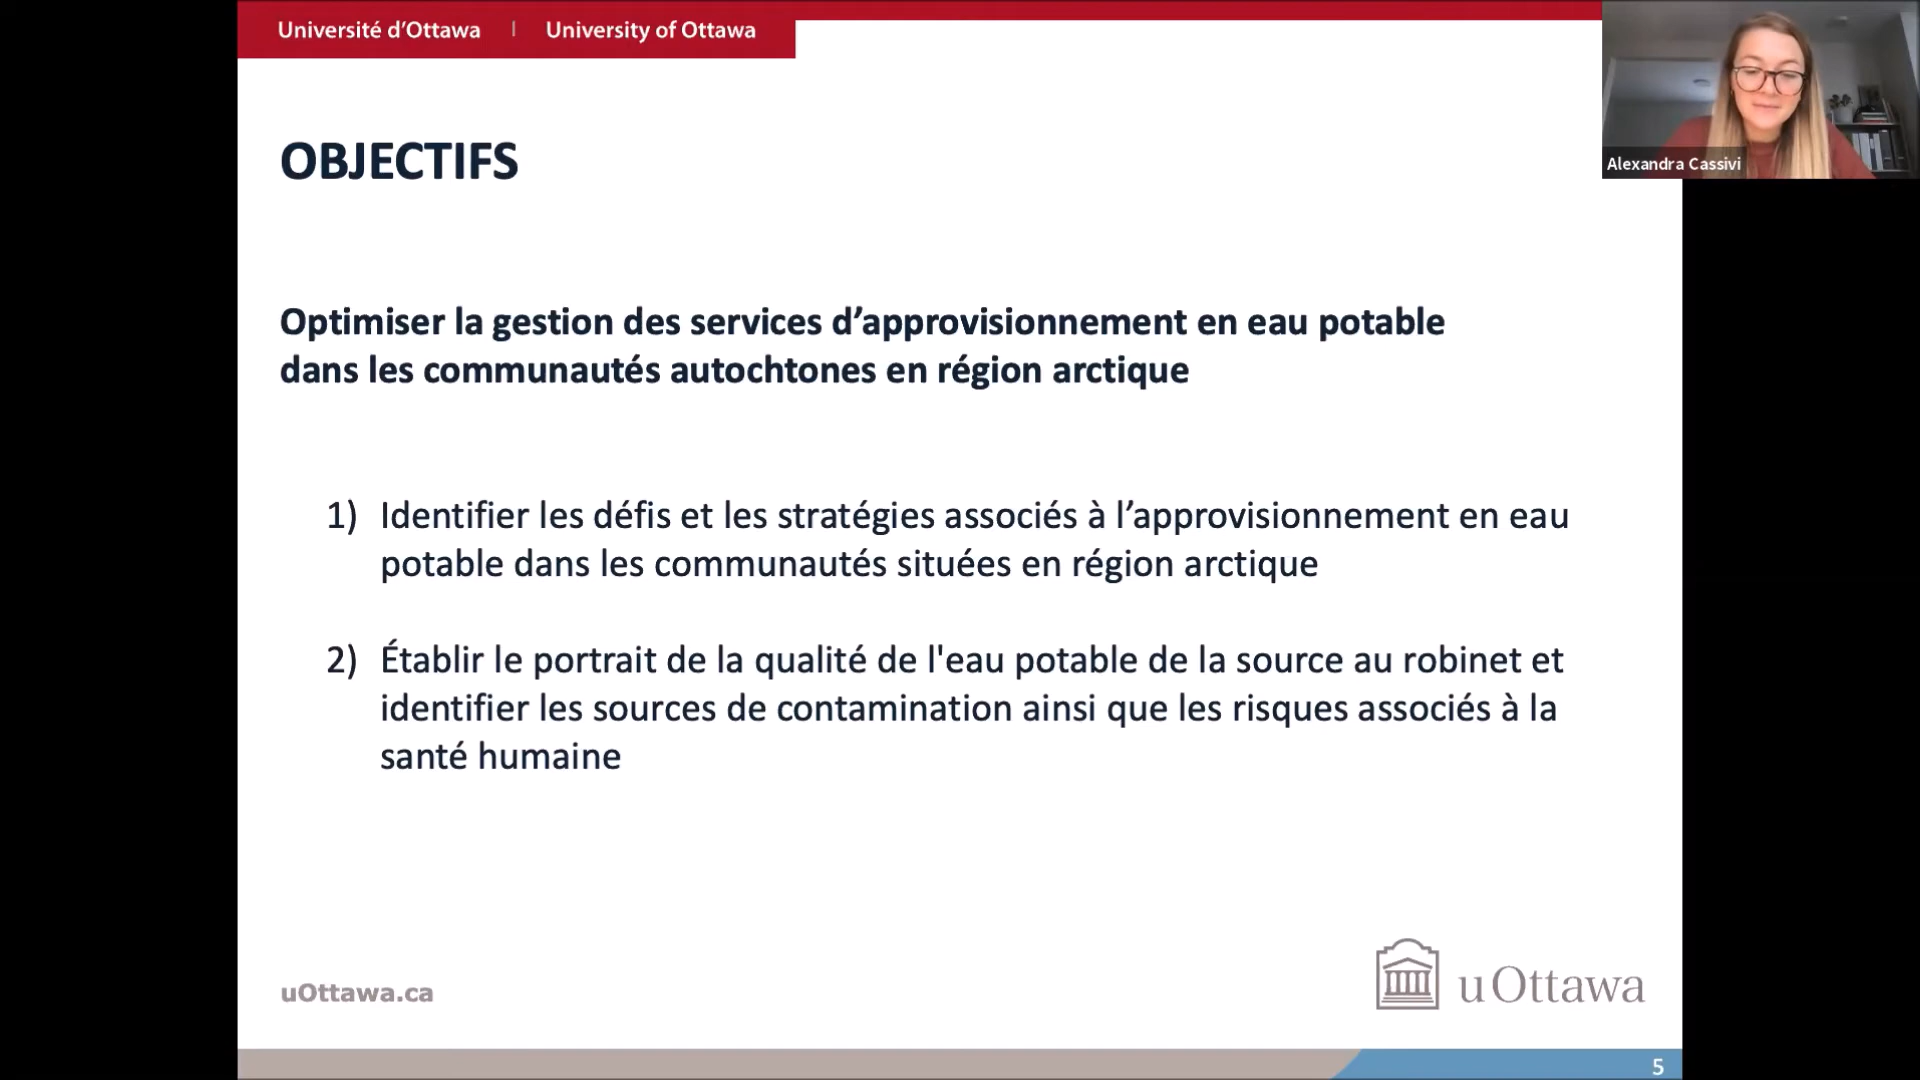 Université d’Ottawa | University of Ottawa
Alexandra Cassivi
OBJECTIFS
Optimiser la gestion des services d’approvisionnement en eau potable
dans les communautés autochtones en région arctique
1) Identifier les défis et les stratégies associés à l’approvisionnement en eau
potable dans les communautés situées en région arctique
2) Établir le portrait de la qualité de l'eau potable de la source au robinet et
identifier les sources de contamination ainsi que les risques associés à la
santé humaine
uOttawa.ca
uOttawa
5